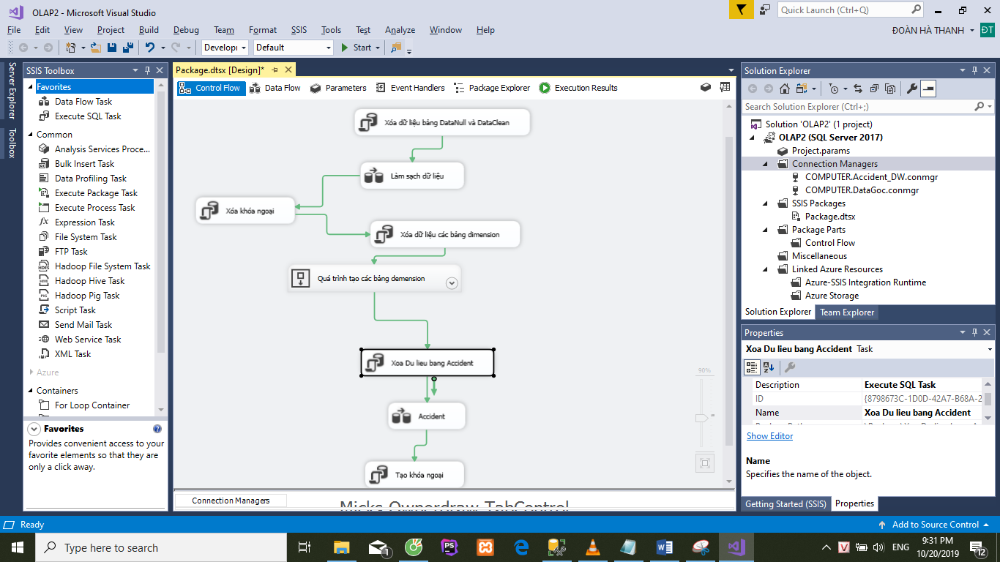 OLAP2 - Microsoft Visual Studio
Quick Launch (Ctrl+Q)
File Edit View Project Build Debug Team Format SSIS Tools Test Analyze Window Help
ĐOÀN HÀ THANH ĐT
Develop Default Start
Server Explorer
Toolbox
SSIS Toolbox
Favorites
Data Flow Task
Execute SQL Task
Common
Analysis Services Proce...
Bulk Insert Task
Data Profiling Task
Execute Package Task
Execute Process Task
Expression Task
File System Task
FTP Task
Hadoop File System Task
Hadoop Hive Task
Hadoop Pig Task
Script Task
Send Mail Task
Web Service Task
XML Task
Azure
Containers
For Loop Container
Favorites
Provides convenient access to your
favorite elements so that they are
only a click away.
Package.dtsx [Design]*
Control Flow Data Flow Parameters Event Handlers Package Explorer Execution Results
Xóa dữ liệu bảng DataNull và DataClean
Làm sạch dữ liệu
Xóa khóa ngoại
Xóa dữ liệu các bảng dimension
Quá trình tạo các bảng demension
Xoa Du lieu bang Accident
Accident
Tạo khóa ngoại
90%
Connection Managers
Micks Ownerdraw TabControl
Solution Explorer
Search Solution Explorer (Ctrl+;)
Solution 'OLAP2' (1 project)
OLAP2 (SQL Server 2017)
Project.params
Connection Managers
COMPUTER.Accident_DW.conmgr
COMPUTER.DataGoc.conmgr
SSIS Packages
Package.dtsx
Package Parts
Control Flow
Miscellaneous
Linked Azure Resources
Azure-SSIS Integration Runtime
Azure Storage
Solution Explorer Team Explorer
Properties
Xoa Du lieu bang Accident Task
Description Execute SQL Task
ID {8798673C-1D0D-42A7-B68A-2
Name Xoa Du lieu bang Accident
Show Editor
Name
Specifies the name of the object.
Getting Started (SSIS) Properties
Ready
Add to Source Control
Type here to search
1
ENG
9:31 PM
10/20/2019
12